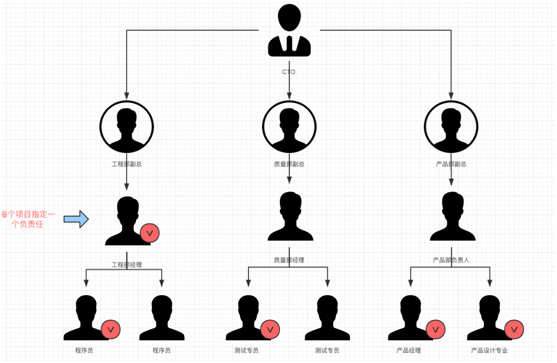 CTO
工程部副总
质量部副总
产品部副总
每个项目指定一
个负责任
工程部经理
质量部经理
产品部负责人
程序员
程序员
测试专员
测试专员
产品经理
产品设计专业